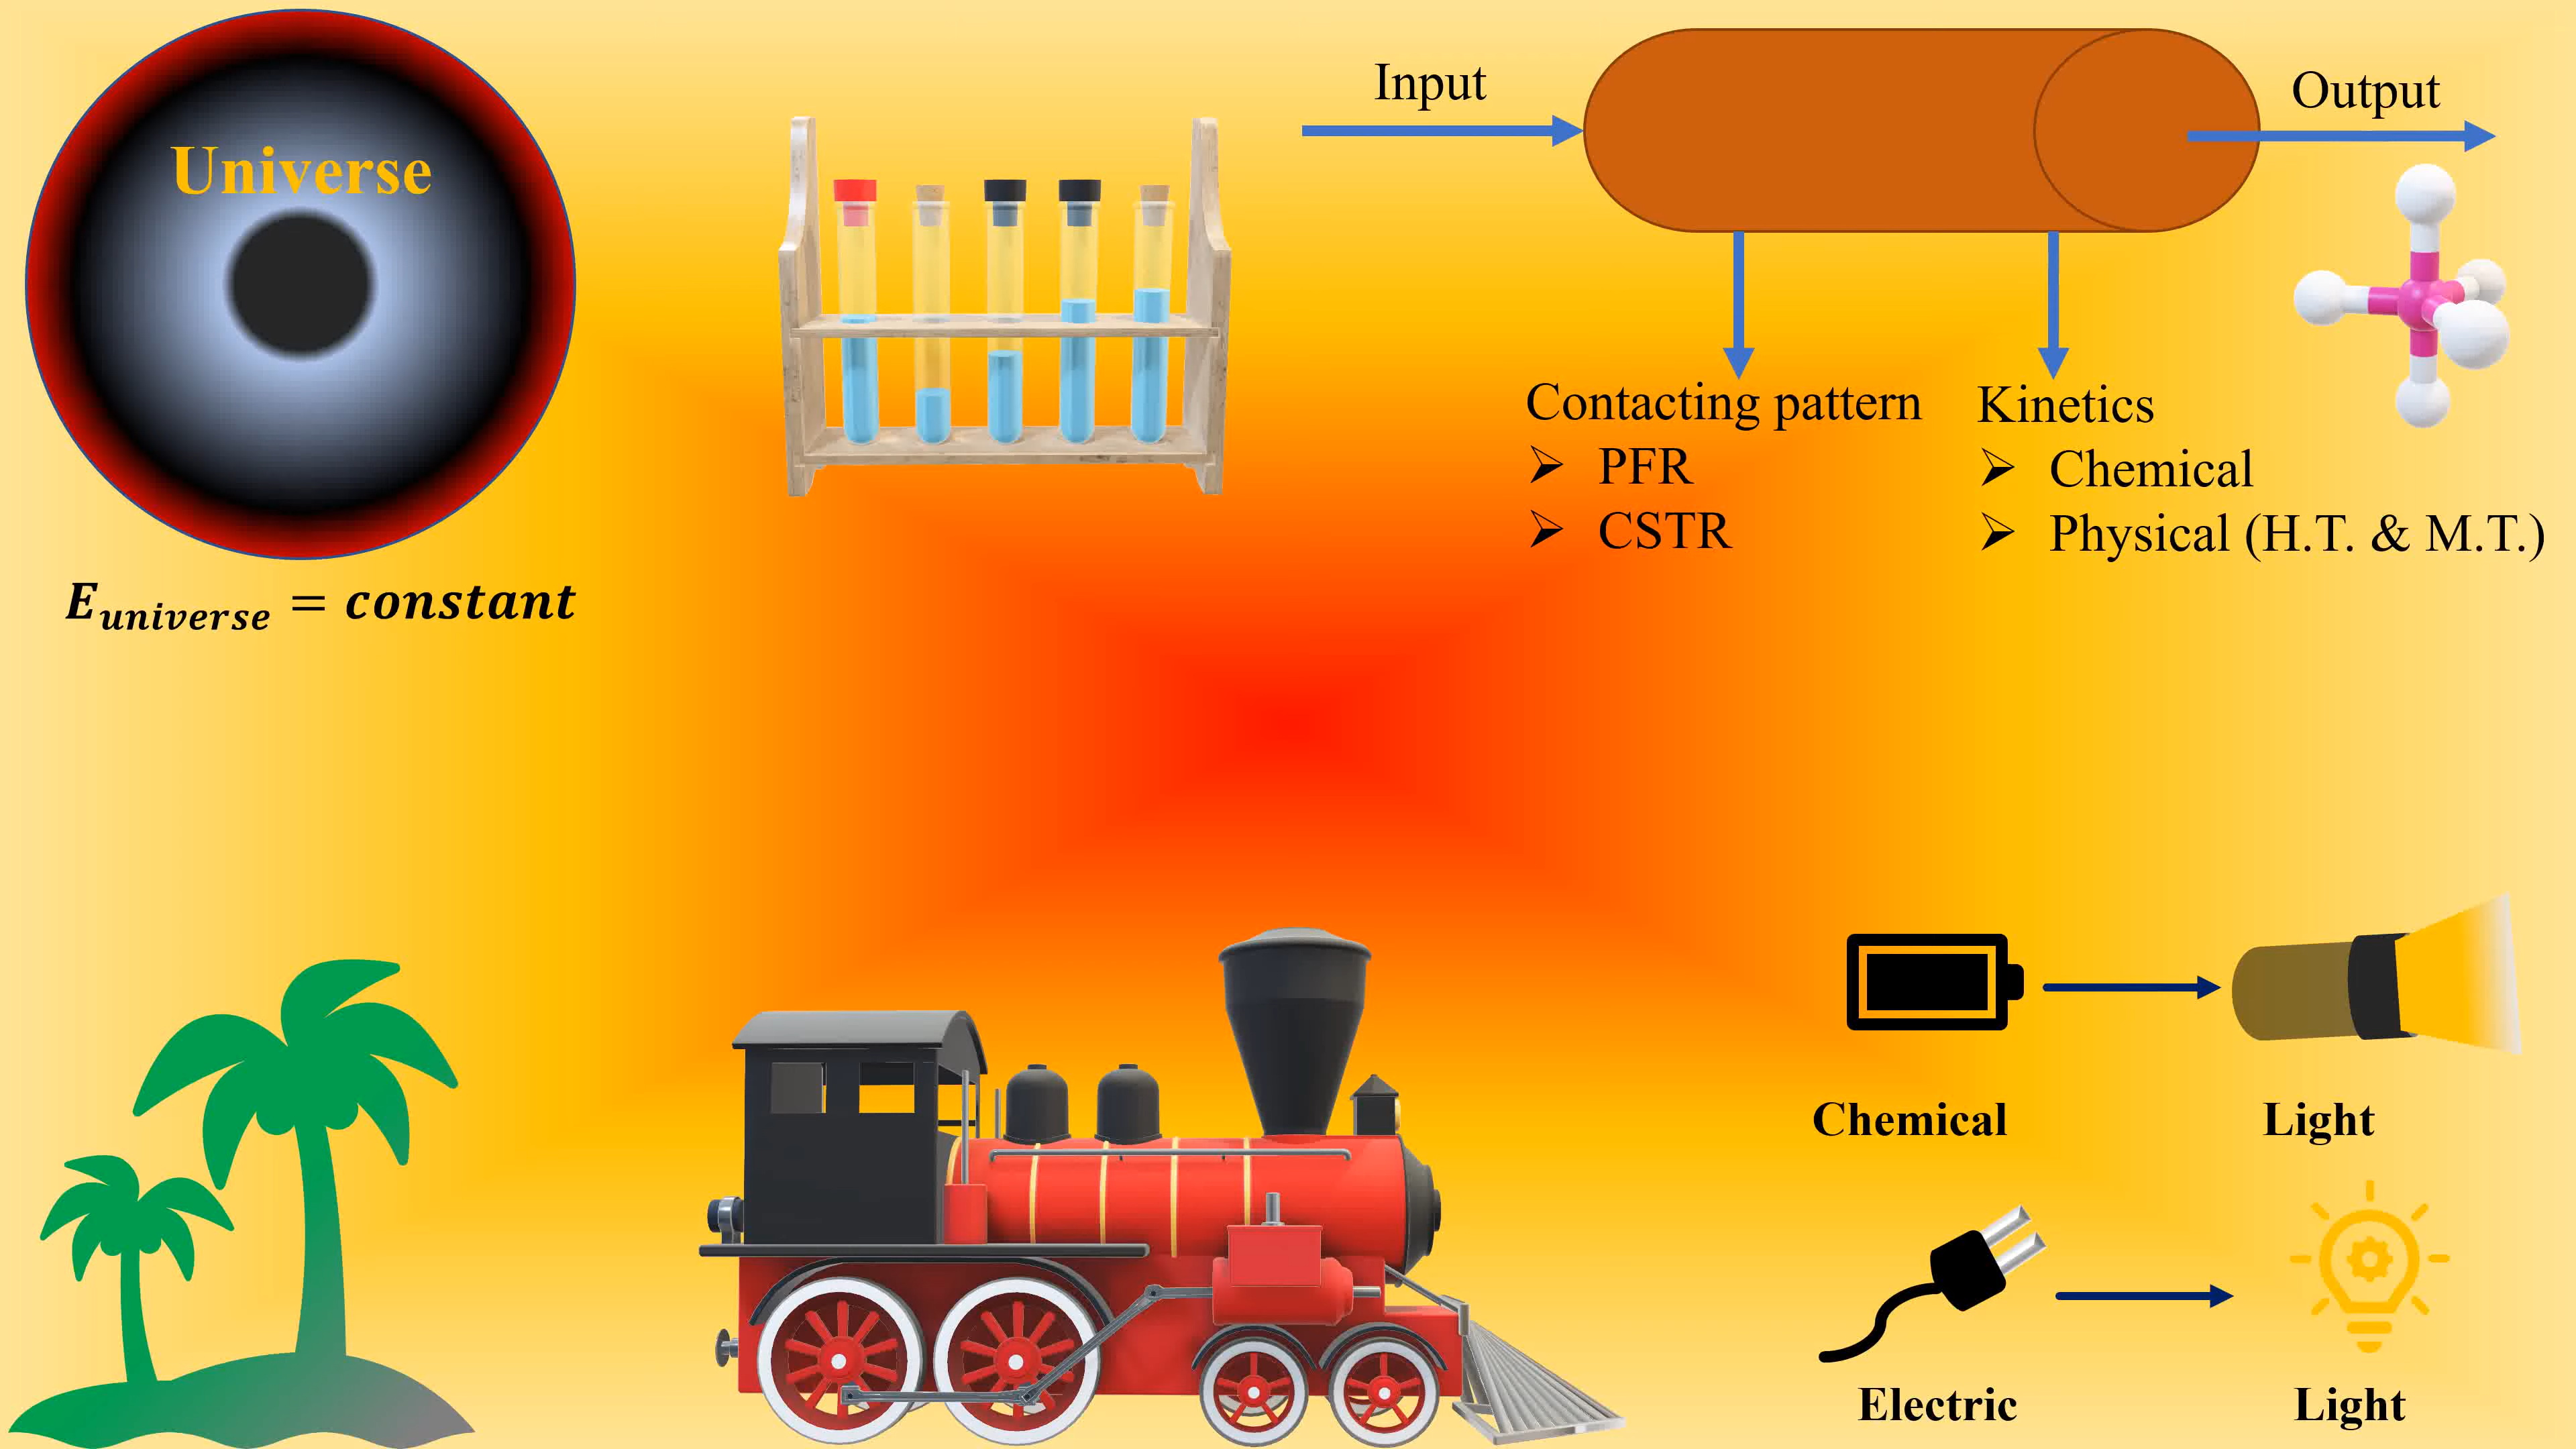 Universe
E_universe = constant
Input
Output
Contacting pattern
➢ PFR
➢ CSTR
Kinetics
➢ Chemical
➢ Physical (H.T. & M.T.)
Chemical
Light
Electric
Light